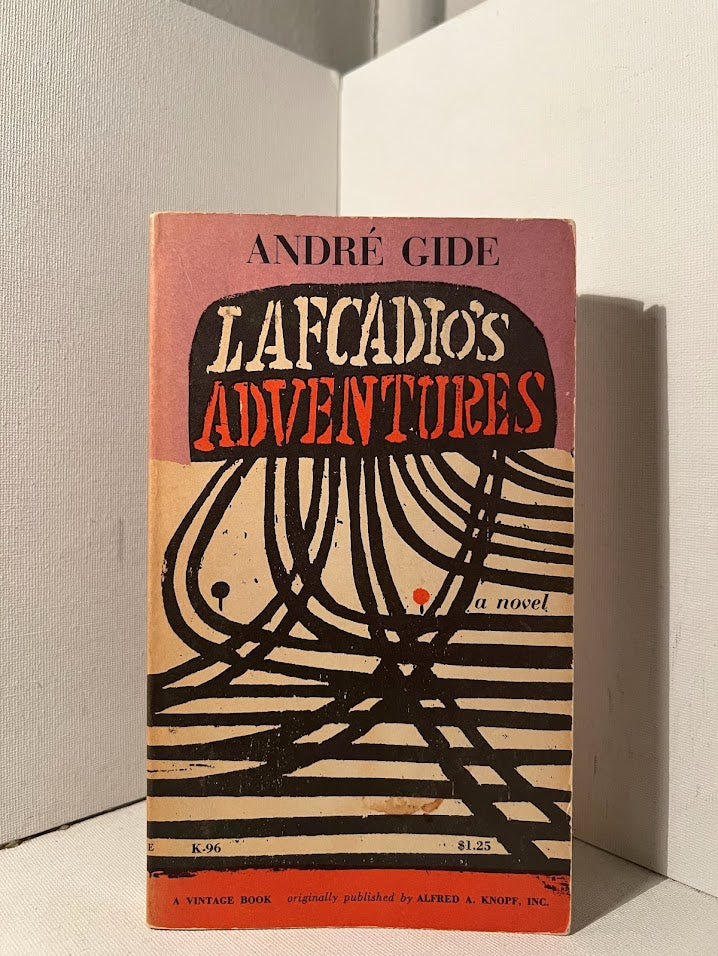 ANDRÉ GIDE
LAFCADIO'S
ADVENTURES
a novel
E K-96 $1.25
A VINTAGE BOOK originally published by ALFRED A. KNOPF, INC.